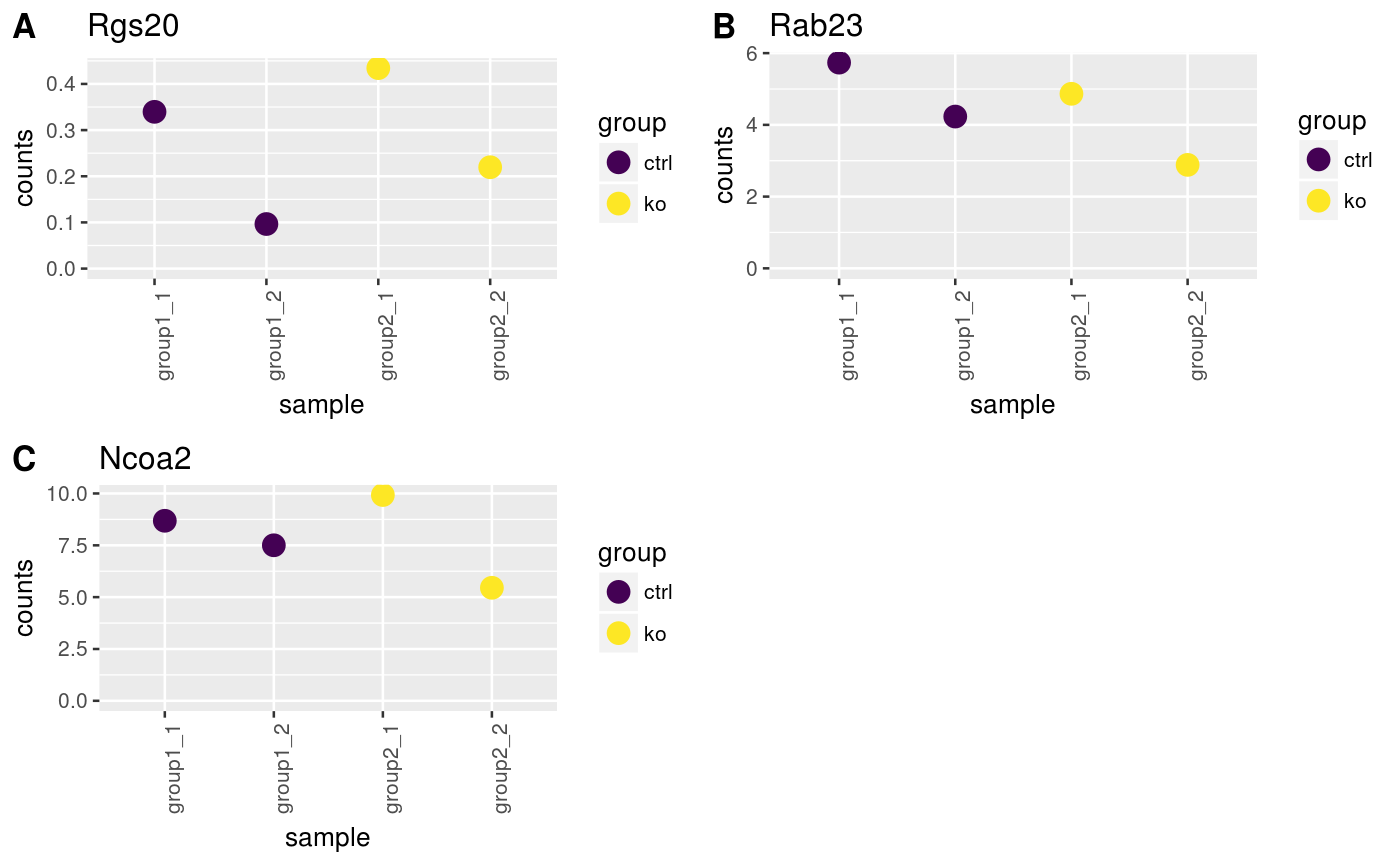 A
Rgs20
counts
0.4
0.3
0.2
0.1
0.0
group1_1
group1_2
group2_1
group2_2
sample
group
ctrl
ko
B
Rab23
counts
6
4
2
0
group1_1
group1_2
group2_1
group2_2
sample
group
ctrl
ko
C
Ncoa2
counts
10.0
7.5
5.0
2.5
0.0
group1_1
group1_2
group2_1
group2_2
sample
group
ctrl
ko